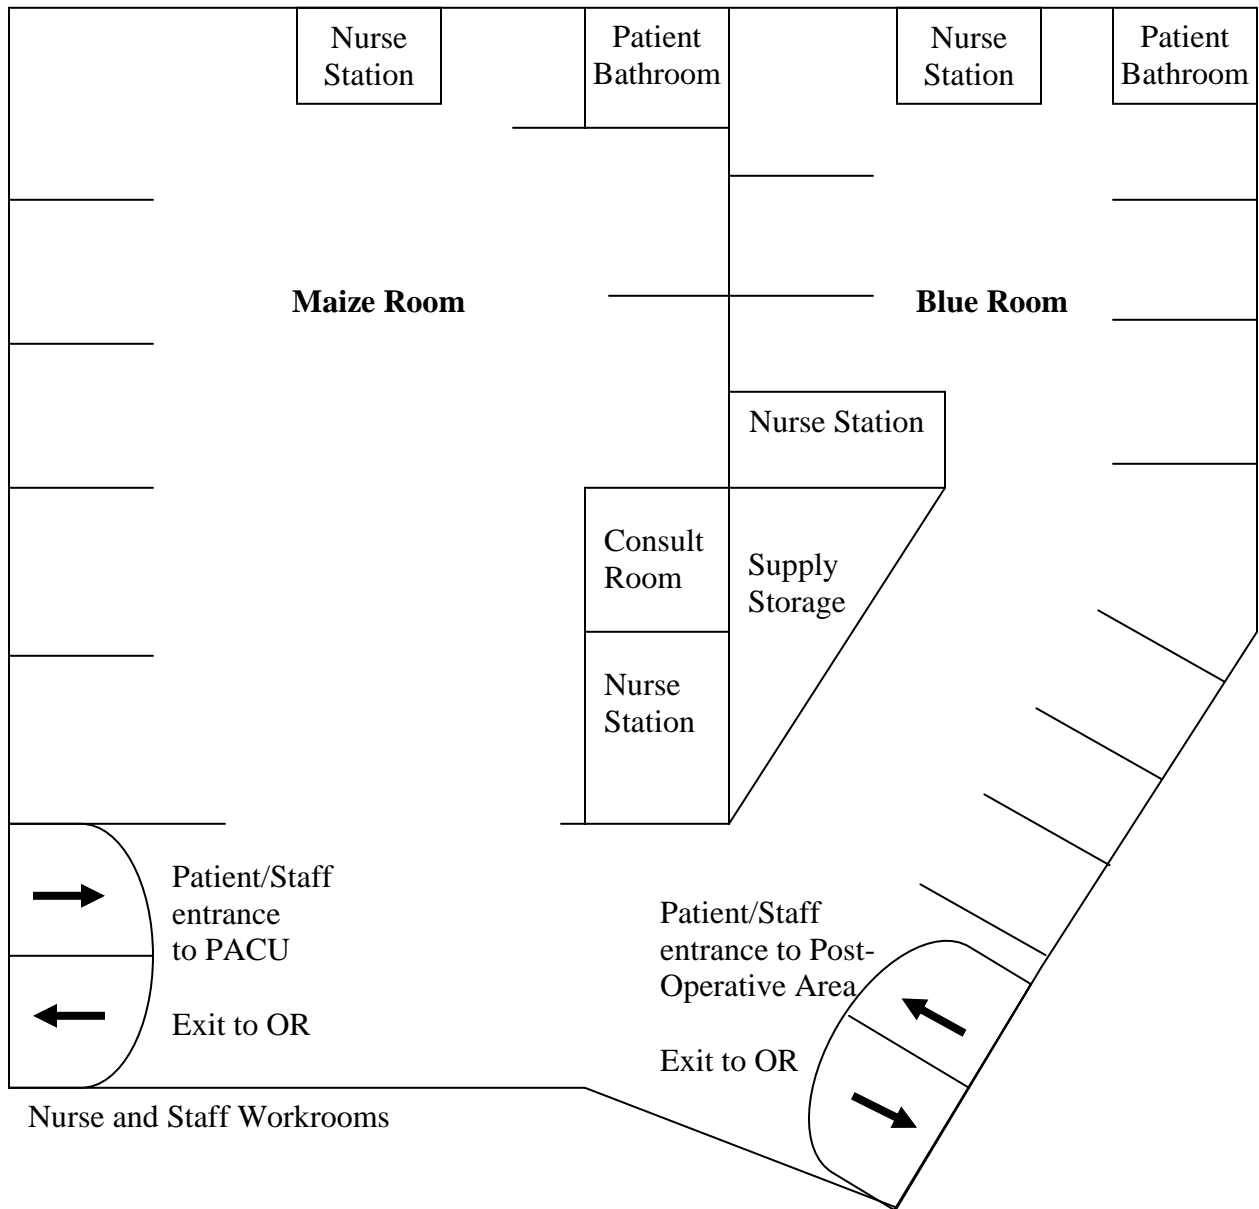 Nurse
Station
Patient
Bathroom
Nurse
Station
Patient
Bathroom
Maize Room
Blue Room
Nurse Station
Consult
Room
Supply
Storage
Nurse
Station
Patient/Staff
entrance
to PACU
Exit to OR
Patient/Staff
entrance to Post-
Operative Area
Exit to OR
Nurse and Staff Workrooms